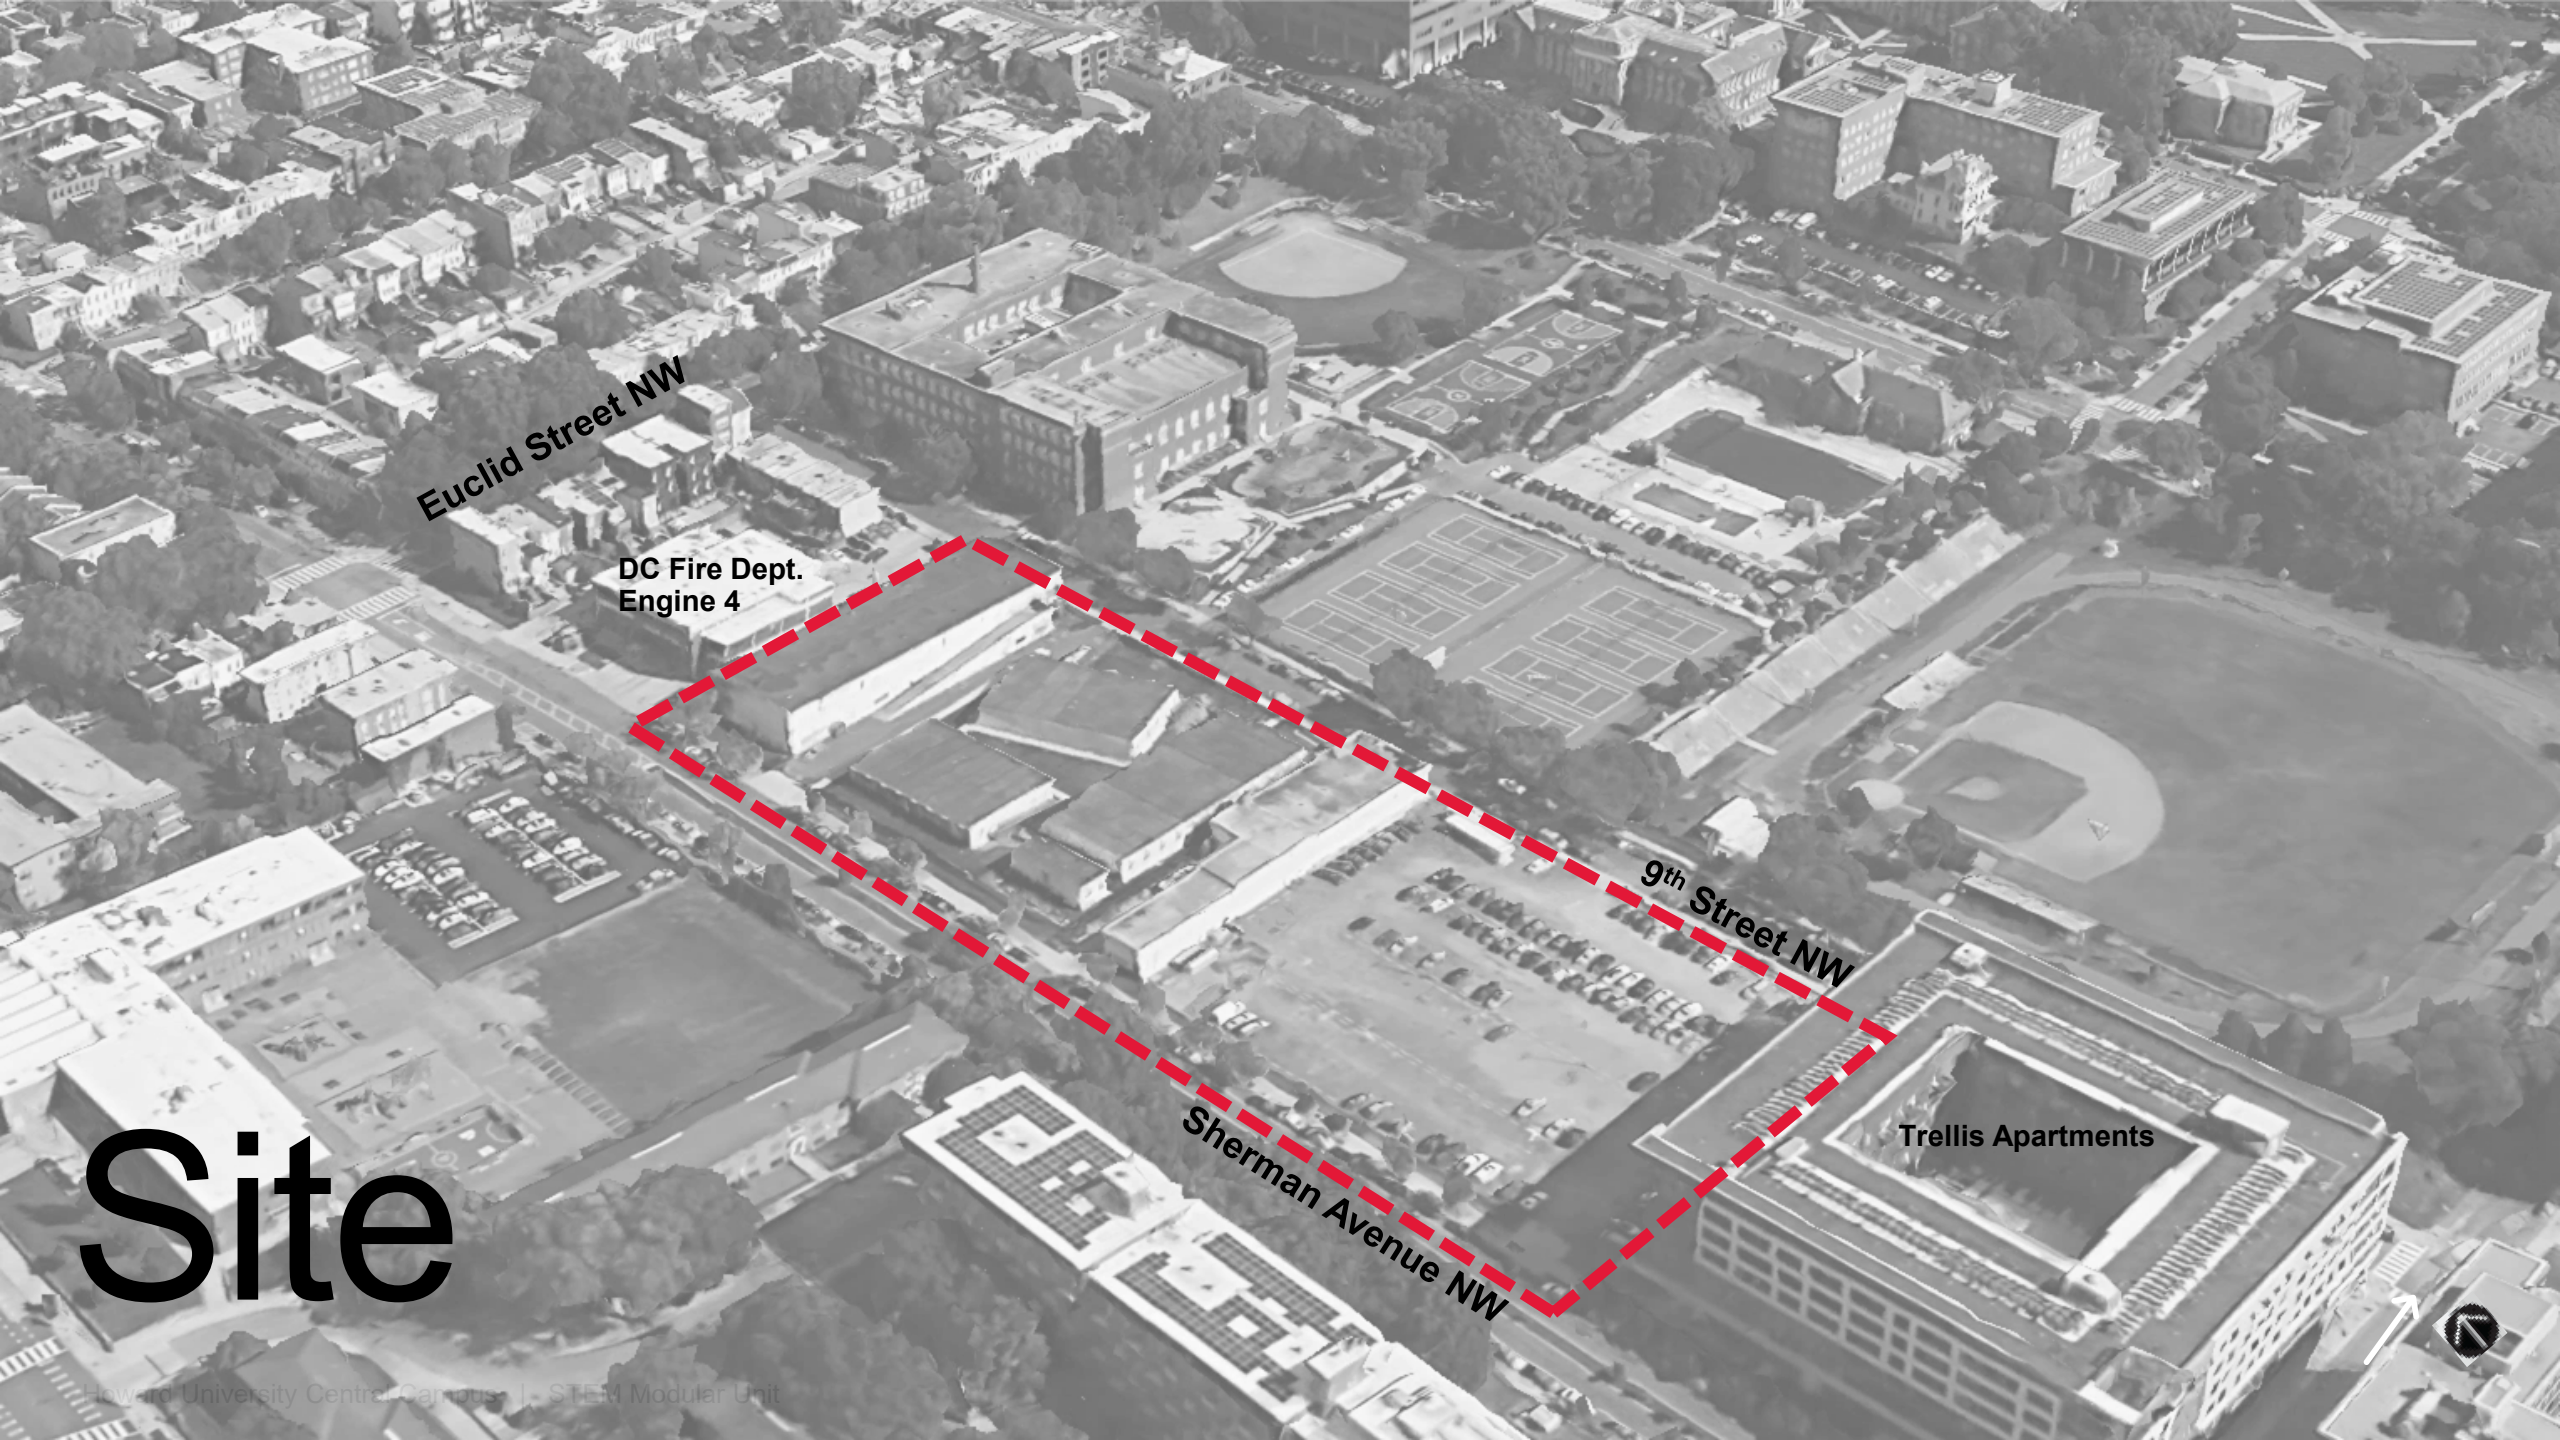 Euclid Street NW
DC Fire Dept.
Engine 4
9th Street NW
Sherman Avenue NW
Trellis Apartments
Site
Howard University Central Campus | STEM Modular Unit